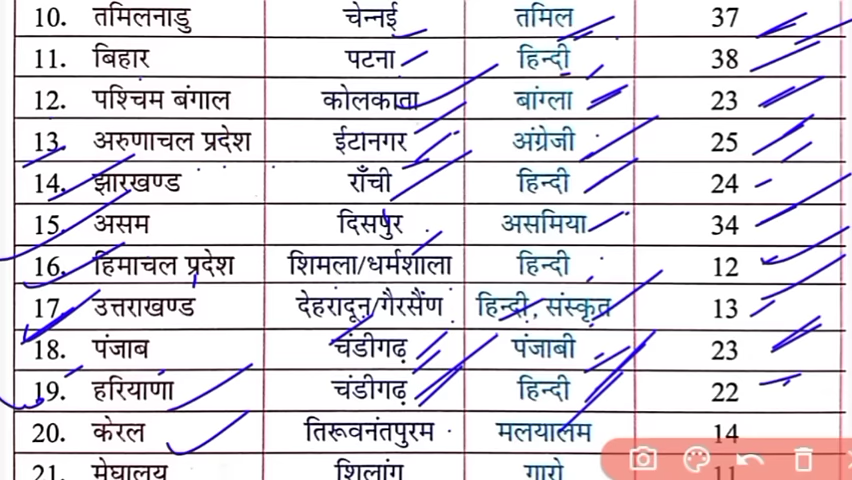 10. तमिलनाडु चेन्नई तमिल 37
11. बिहार पटना हिन्दी 38
12. पश्चिम बंगाल कोलकाता बांग्ला 23
13. अरुणाचल प्रदेश ईटानगर अंग्रेजी 25
14. झारखण्ड राँची हिन्दी 24
15. असम दिसपुर असमिया 34
16. हिमाचल प्रदेश शिमला/धर्मशाला हिन्दी 12
17. उत्तराखण्ड देहरादून/गैरसैंण हिन्दी, संस्कृत 13
18. पंजाब चंडीगढ़ पंजाबी 23
19. हरियाणा चंडीगढ़ हिन्दी 22
20. केरल तिरूवनंतपुरम मलयालम 14
21. मेघालय शिलांग गारो 11